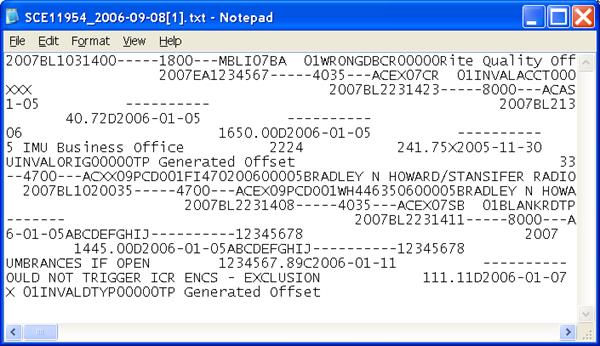 SCE11954_2006-09-08[1].txt - Notepad
File Edit Format View Help
2007BL1031400-----1800---MBLI07BA 01WRONGDBCR00000Rite Quality Off
2007EA1234567-----4035---ACEX07CR 01INVALACCT000
XXX 2007BL2231423-----8000---ACAS
1-05 ---------- 2007BL213
40.72D2006-01-05 ----------
06 1650.00D2006-01-05 ----------
5 IMU Business Office 2224 241.75X2005-11-30
UINVALORIG00000TP Generated Offset 33
--4700---ACXX09PCDO01FI470200600005BRADLEY N HOWARD/STANSIFER RADIO
2007BL1020035-----4700---ACEX09PCDO01WH446350600005BRADLEY N HOWA
2007BL2231408-----4035---ACEX07SB 01BLANKRDTP
------- 2007BL2231411-----8000---A
6-01-05ABCDEFGHIJ----------12345678 2007
1445.00D2006-01-05ABCDEFGHIJ----------12345678
UMBRANCES IF OPEN 1234567.89C2006-01-11 ----------
OULD NOT TRIGGER ICR ENCS - EXCLUSION 111.11D2006-01-07
X 01INVALDTYP00000TP Generated Offset